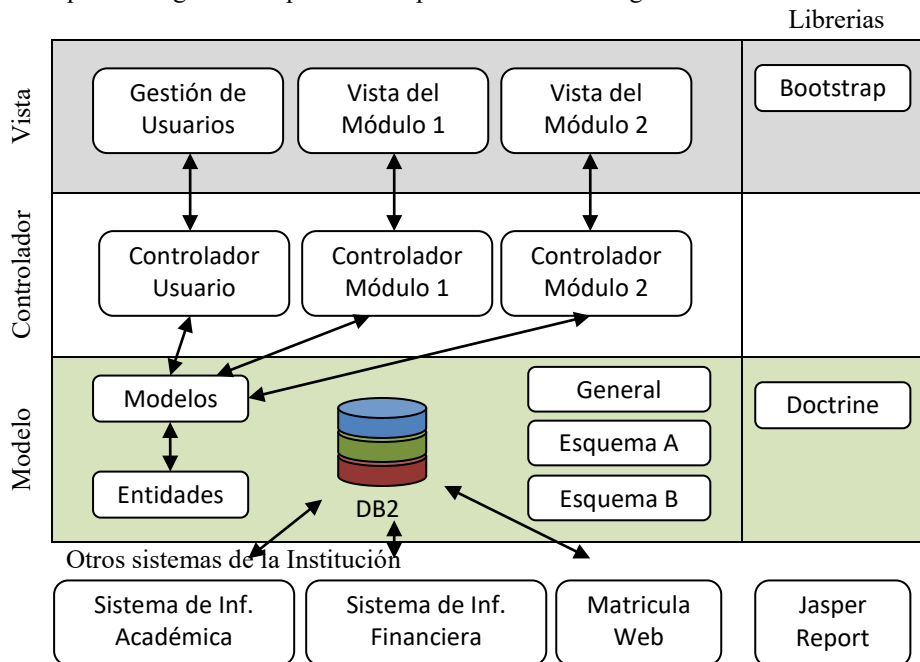 Librerias
Vista
Gestión de
Usuarios
Vista del
Módulo 1
Vista del
Módulo 2
Bootstrap
Controlador
Controlador
Usuario
Controlador
Módulo 1
Controlador
Módulo 2
Modelo
Modelos
Entidades
DB2
General
Esquema A
Esquema B
Doctrine
Otros sistemas de la Institución
Sistema de Inf.
Académica
Sistema de Inf.
Financiera
Matricula
Web
Jasper
Report